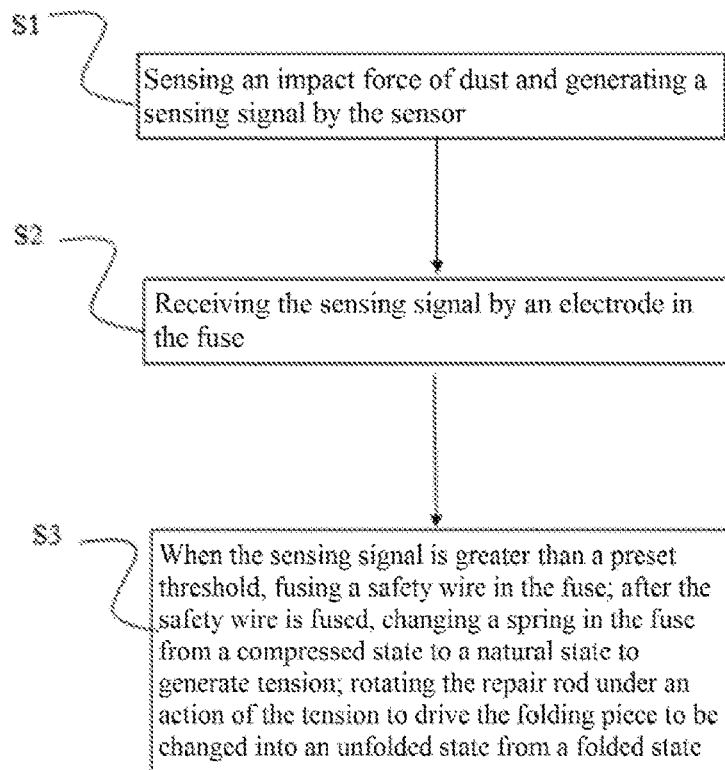 S1
Sensing an impact force of dust and generating a
sensing signal by the sensor
S2
Receiving the sensing signal by an electrode in
the fuse
S3
When the sensing signal is greater than a preset
threshold, fusing a safety wire in the fuse; after the
safety wire is fused, changing a spring in the fuse
from a compressed state to a natural state to
generate tension; rotating the repair rod under an
action of the tension to drive the folding piece to be
changed into an unfolded state from a folded state